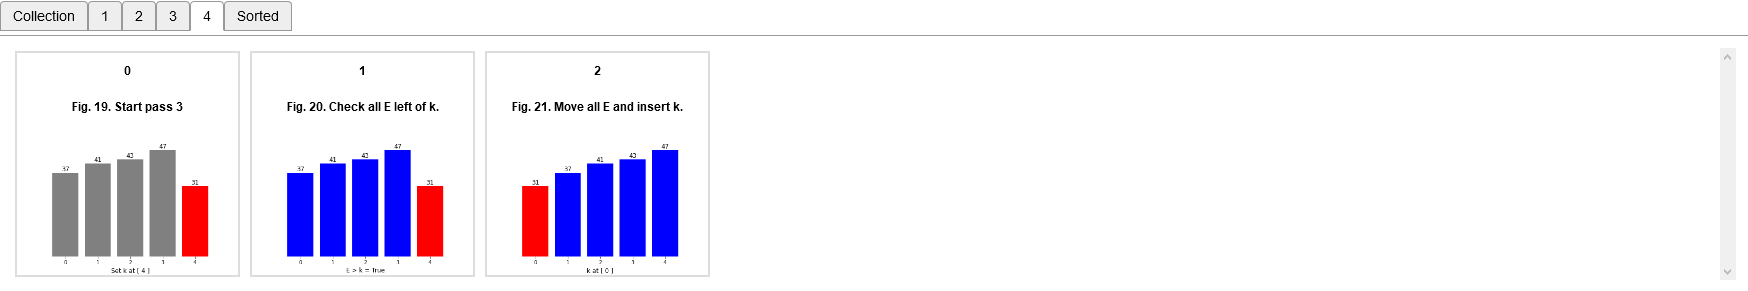 Collection 1 2 3 4 Sorted
0
Fig. 19. Start pass 3
37 41 43 47 31
0 1 2 3 4
Set k at [ 4 ]
1
Fig. 20. Check all E left of k.
37 41 43 47 31
0 1 2 3 4
E > k = True
2
Fig. 21. Move all E and insert k.
31 37 41 43 47
0 1 2 3 4
k at [ 0 ]